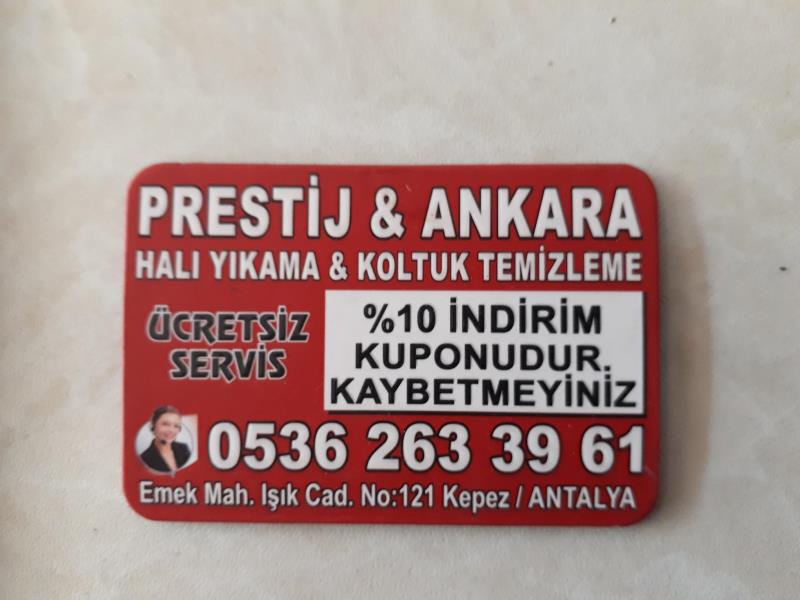 PRESTİJ & ANKARA
HALI YIKAMA & KOLTUK TEMİZLEME
ÜCRETSİZ
SERVİS
%10 İNDİRİM
KUPONUDUR.
KAYBETMEYİNİZ
0536 263 39 61
Emek Mah. Işık Cad. No:121 Kepez / ANTALYA